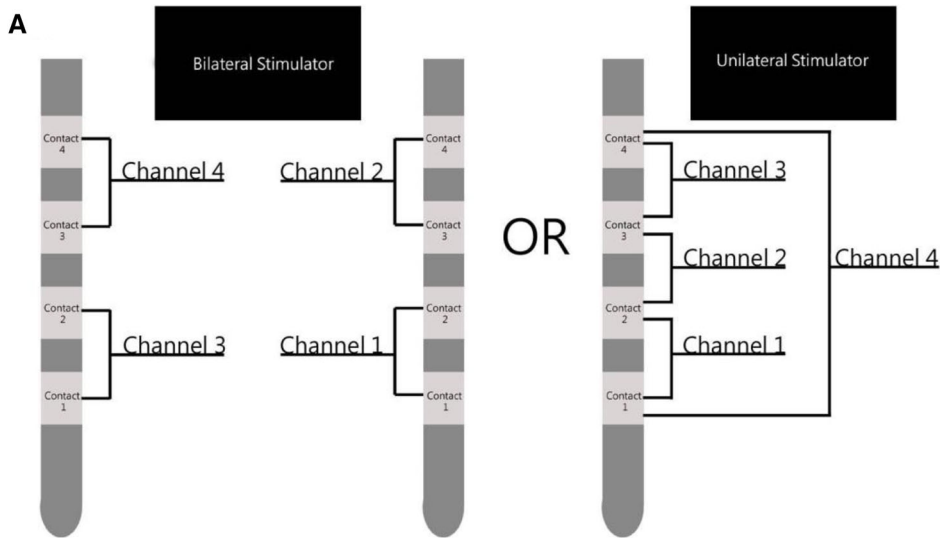 A
Bilateral Stimulator
Unilateral Stimulator
Contact
4
Channel 4
Contact
3
Contact
2
Channel 3
Contact
1
Channel 2
Contact
4
Contact
3
Channel 1
Contact
2
Contact
1
OR
Contact
4
Channel 3
Contact
3
Channel 2
Channel 4
Contact
2
Channel 1
Contact
1